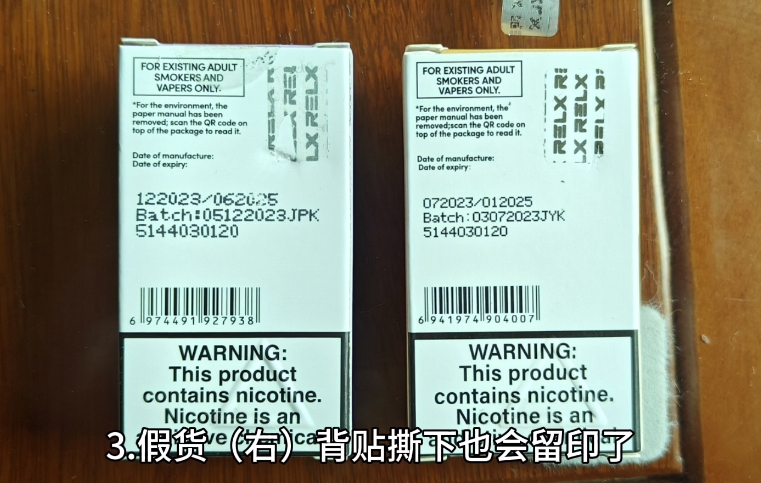 FOR EXISTING ADULT
SMOKERS AND
VAPERS ONLY.
*For the environment, the
paper manual has been
removed; scan the QR code on
top of the package to read it.
Date of manufacture:
Date of expiry:
122023/062025
Batch:05122023JPK
5144030120
6 974491 927938
WARNING:
This product
contains nicotine.
Nicotine is an
LX RELX
FOR EXISTING ADULT
SMOKERS AND
VAPERS ONLY.
*For the environment, the
paper manual has been
removed;scan the QR code on
top of the package to read it.
Date of manufacture:
Date of expiry:
072023/012025
Batch:03072023JYK
5144030120
6 941974 904007
WARNING:
This product
contains nicotine.
Nicotine is an
RELX
LX RELX
3.假货（右）背贴撕下也会留印了